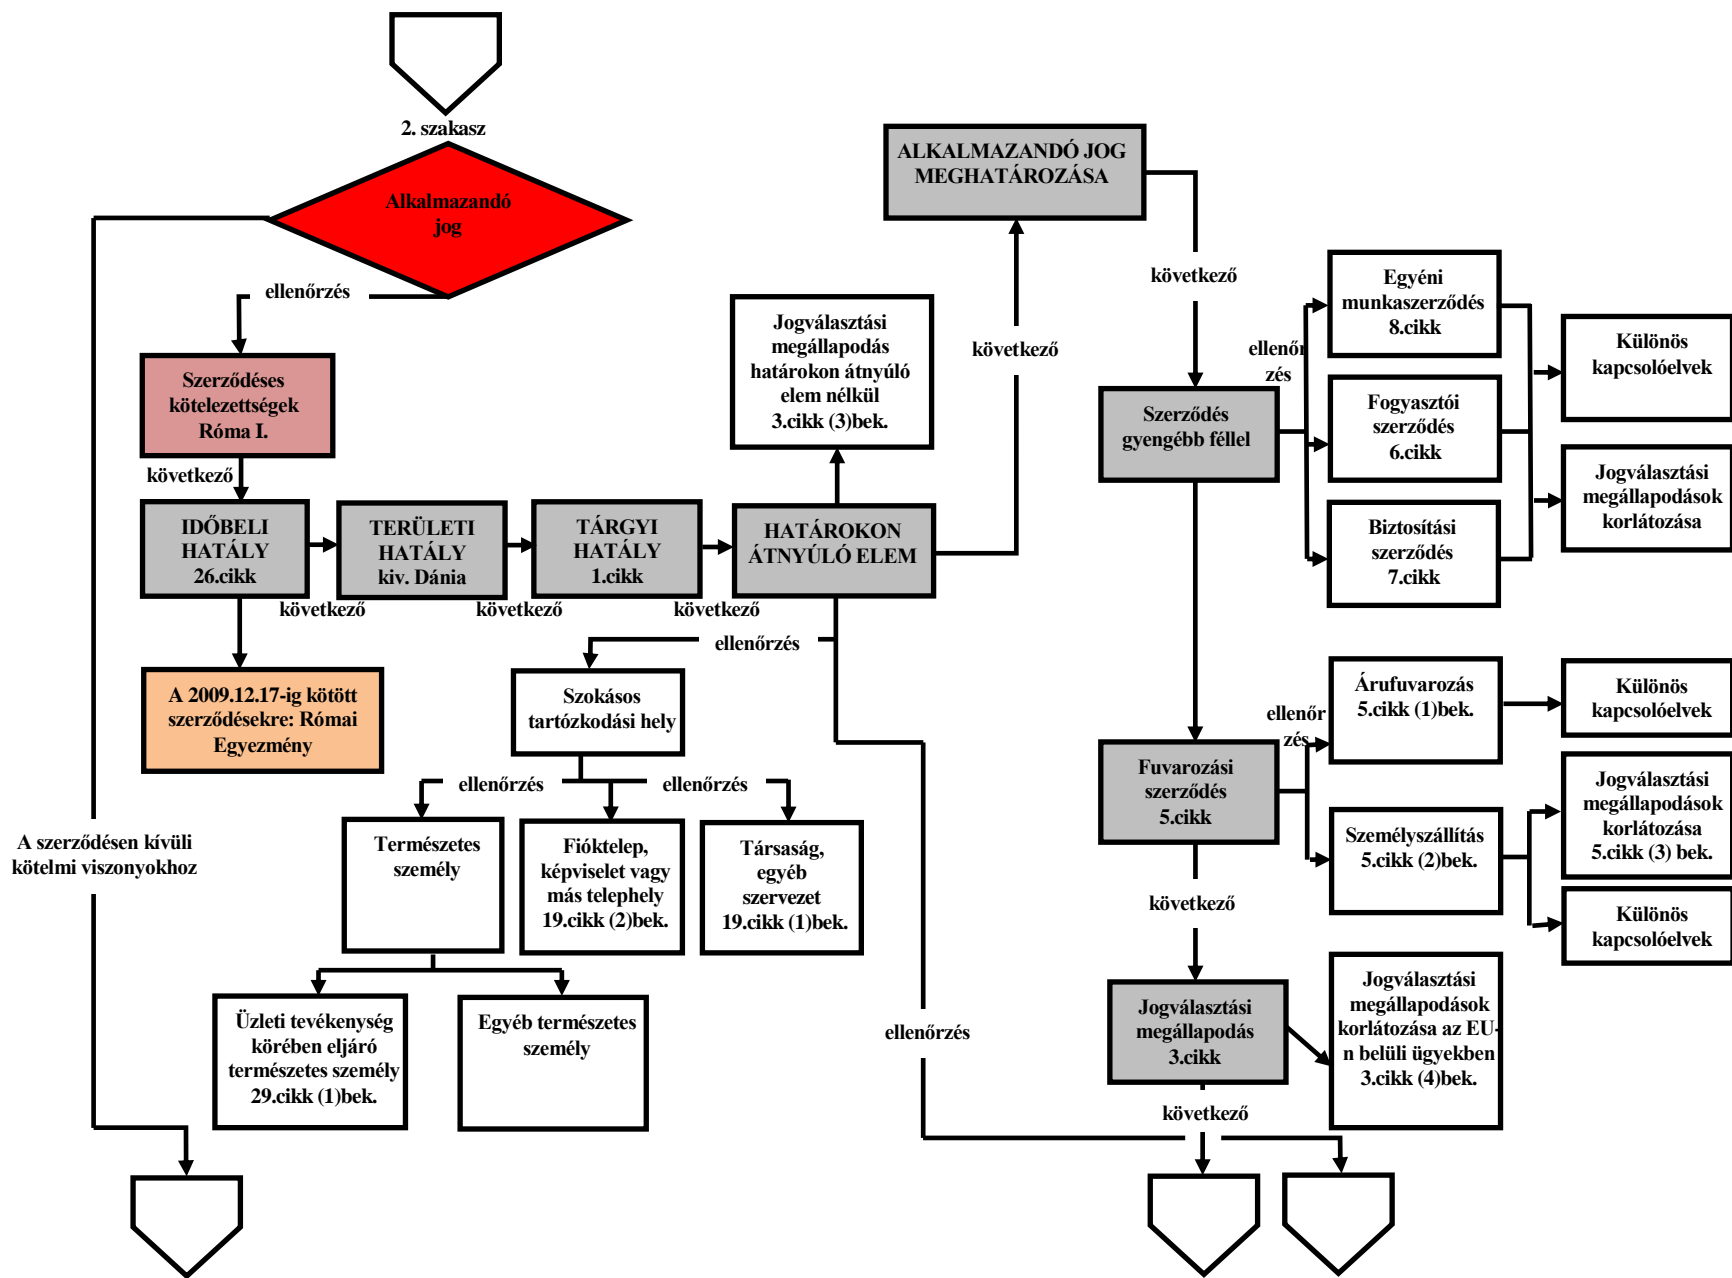 2. szakasz
Alkalmazandó
jog
ellenőrzés
Szerződéses
kötelezettségek
Róma I.
következő
IDŐBELI
HATÁLY
26.cikk
következő
TERÜLETI
HATÁLY
kiv. Dánia
következő
TÁRGYI
HATÁLY
1.cikk
következő
HATÁROKON
ÁTNYÚLÓ ELEM
Jogválasztási
megállapodás
határokon átnyúló
elem nélkül
3.cikk (3)bek.
A 2009.12.17-ig kötött
szerződésekre: Római
Egyezmény
ellenőrzés
Szokásos
tartózkodási hely
ellenőrzés
ellenőrzés
Természetes
személy
Fióktelep,
képviselet vagy
más telephely
19.cikk (2)bek.
Társaság,
egyéb
szervezet
19.cikk (1)bek.
Üzleti tevékenység
körében eljáró
természetes személy
29.cikk (1)bek.
Egyéb természetes
személy
A szerződésen kívüli
kötelmi viszonyokhoz
ellenőrzés
következő
ALKALMAZANDÓ JOG
MEGHATÁROZÁSA
következő
Szerződés
gyengébb féllel
ellenőr
zés
Egyéni
munkaszerződés
8.cikk
Fogyasztói
szerződés
6.cikk
Biztosítási
szerződés
7.cikk
Különös
kapcsolóelvek
Jogválasztási
megállapodások
korlátozása
Fuvarozási
szerződés
5.cikk
ellenőr
zés
Árufuvarozás
5.cikk (1)bek.
Különös
kapcsolóelvek
Személyszállítás
5.cikk (2)bek.
Jogválasztási
megállapodások
korlátozása
5.cikk (3) bek.
Különös
kapcsolóelvek
következő
Jogválasztási
megállapodás
3.cikk
Jogválasztási
megállapodások
korlátozása az EU-
n belüli ügyekben
3.cikk (4)bek.
következő